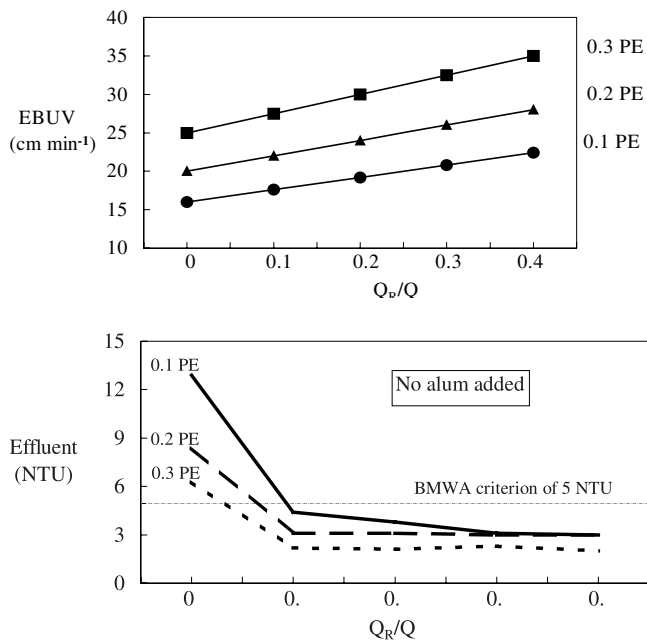 40
35
30
25
20
15
10
EBUV
(cm min⁻¹)
0.3 PE
0.2 PE
0.1 PE
0 0.1 0.2 0.3 0.4
Q_R/Q
15
12
9
6
3
0
Effluent
(NTU)
0.1 PE
0.2 PE
0.3 PE
No alum added
BMWA criterion of 5 NTU
0 0. 0. 0. 0.
Q_R/Q